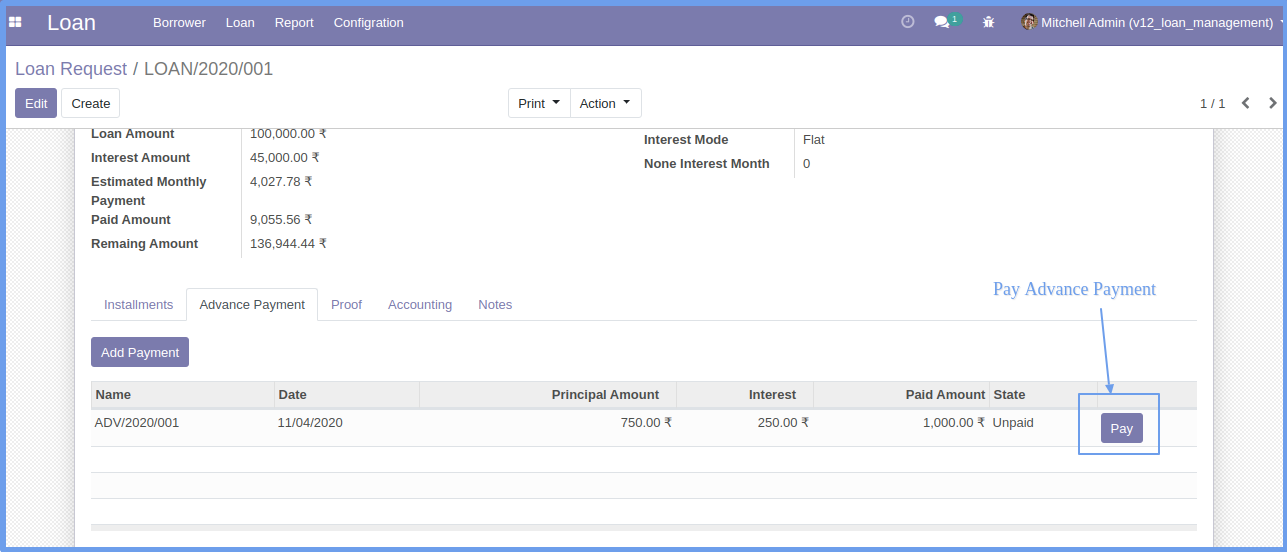 Loan Borrower Loan Report Configration 1 Mitchell Admin (v12_loan_management)
Loan Request / LOAN/2020/001
Edit Create Print Action 1 / 1
Loan Amount 100,000.00 ₹ Interest Mode Flat
Interest Amount 45,000.00 ₹ None Interest Month 0
Estimated Monthly 4,027.78 ₹
Payment
Paid Amount 9,055.56 ₹
Remaing Amount 136,944.44 ₹
Pay Advance Payment
Installments Advance Payment Proof Accounting Notes
Add Payment
Name Date Principal Amount Interest Paid Amount State
ADV/2020/001 11/04/2020 750.00 ₹ 250.00 ₹ 1,000.00 ₹ Unpaid Pay